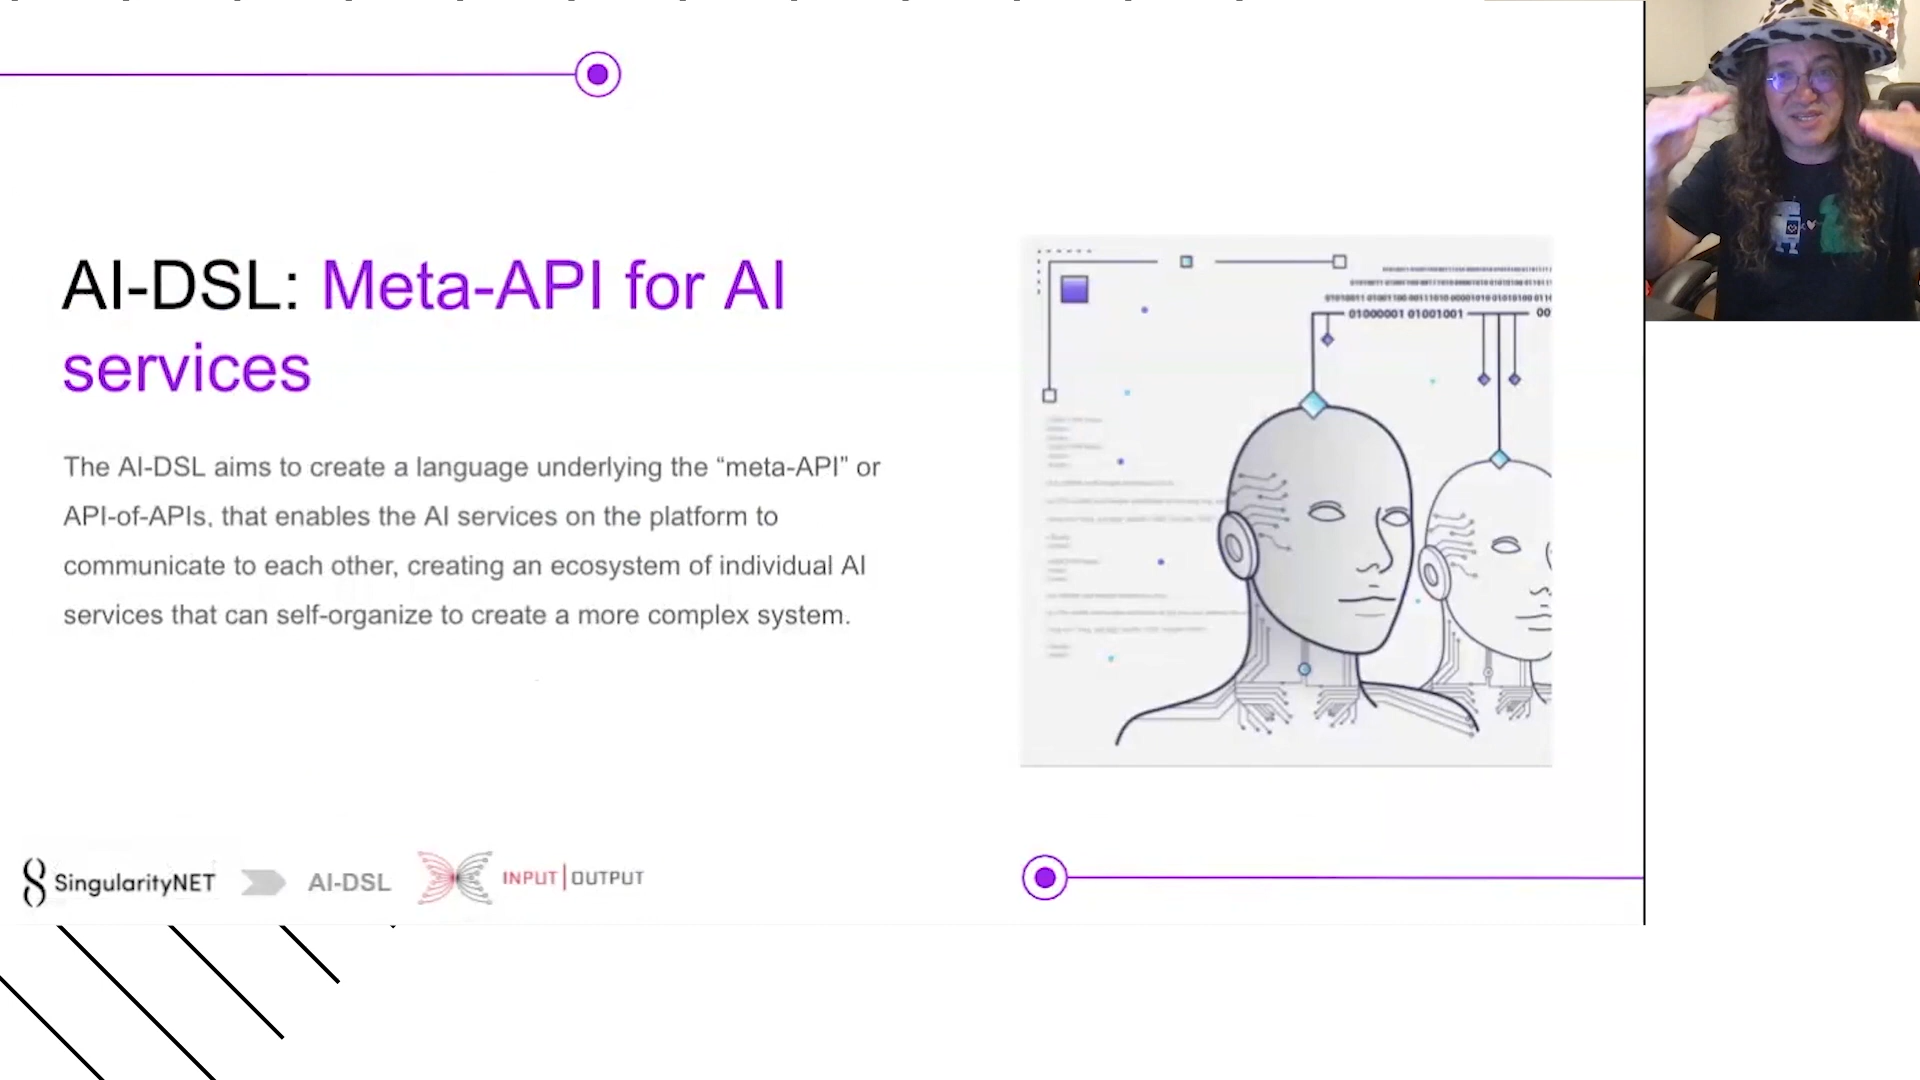 AI-DSL: Meta-API for AI
services
The AI-DSL aims to create a language underlying the “meta-API” or
API-of-APIs, that enables the AI services on the platform to
communicate to each other, creating an ecosystem of individual AI
services that can self-organize to create a more complex system.
01000001 01001001
00
SingularityNET
AI-DSL
INPUT|OUTPUT